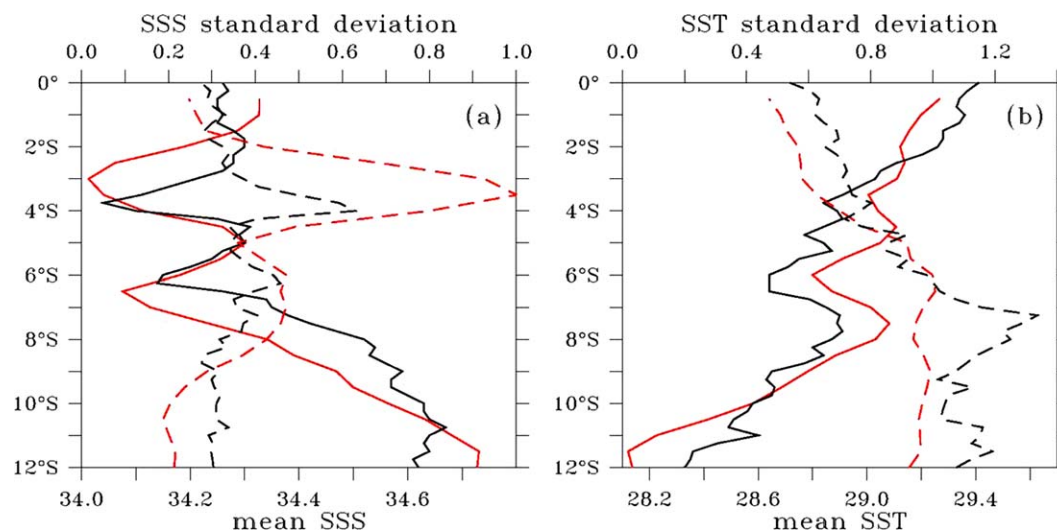 SSS standard deviation
0.0 0.2 0.4 0.6 0.8 1.0
(a)
0°
2°S
4°S
6°S
8°S
10°S
12°S
34.0 34.2 34.4 34.6
mean SSS
SST standard deviation
0.0 0.4 0.8 1.2
(b)
0°
2°S
4°S
6°S
8°S
10°S
12°S
28.2 28.6 29.0 29.4
mean SST